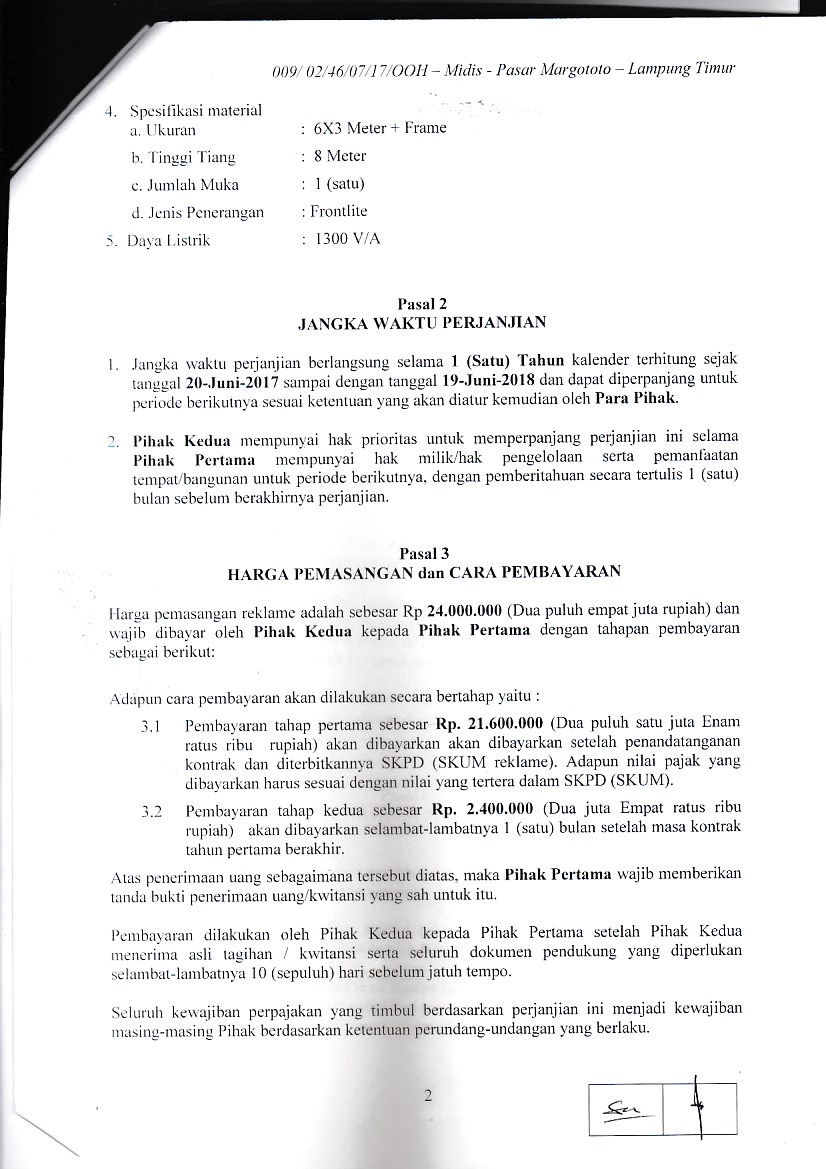 009/ 02/46/07/17/OOH – Midis - Pasar Margototo – Lampung Timur
4. Spesifikasi material
a. Ukuran : 6X3 Meter + Frame
b. Tinggi Tiang : 8 Meter
c. Jumlah Muka : 1 (satu)
d. Jenis Penerangan : Frontlite
5. Daya Listrik : 1300 V/A
Pasal 2
JANGKA WAKTU PERJANJIAN
1. Jangka waktu perjanjian berlangsung selama 1 (Satu) Tahun kalender terhitung sejak
tanggal 20-Juni-2017 sampai dengan tanggal 19-Juni-2018 dan dapat diperpanjang untuk
periode berikutnya sesuai ketentuan yang akan diatur kemudian oleh Para Pihak.
2. Pihak Kedua mempunyai hak prioritas untuk memperpanjang perjanjian ini selama
Pihak Pertama mempunyai hak milik/hak pengelolaan serta pemanfaatan
tempat/bangunan untuk periode berikutnya, dengan pemberitahuan secara tertulis 1 (satu)
bulan sebelum berakhirnya perjanjian.
Pasal 3
HARGA PEMASANGAN dan CARA PEMBAYARAN
Harga pemasangan reklame adalah sebesar Rp 24.000.000 (Dua puluh empat juta rupiah) dan
wajib dibayar oleh Pihak Kedua kepada Pihak Pertama dengan tahapan pembayaran
sebagai berikut:
Adapun cara pembayaran akan dilakukan secara bertahap yaitu :
3.1 Pembayaran tahap pertama sebesar Rp. 21.600.000 (Dua puluh satu juta Enam
ratus ribu rupiah) akan dibayarkan akan dibayarkan setelah penandatanganan
kontrak dan diterbitkannya SKPD (SKUM reklame). Adapun nilai pajak yang
dibayarkan harus sesuai dengan nilai yang tertera dalam SKPD (SKUM).
3.2 Pembayaran tahap kedua sebesar Rp. 2.400.000 (Dua juta Empat ratus ribu
rupiah) akan dibayarkan selambat-lambatnya 1 (satu) bulan setelah masa kontrak
tahun pertama berakhir.
Atas penerimaan uang sebagaimana tersebut diatas, maka Pihak Pertama wajib memberikan
tanda bukti penerimaan uang/kwitansi yang sah untuk itu.
Pembayaran dilakukan oleh Pihak Kedua kepada Pihak Pertama setelah Pihak Kedua
menerima asli tagihan / kwitansi serta seluruh dokumen pendukung yang diperlukan
selambat-lambatnya 10 (sepuluh) hari sebelum jatuh tempo.
Seluruh kewajiban perpajakan yang timbul berdasarkan perjanjian ini menjadi kewajiban
masing-masing Pihak berdasarkan ketentuan perundang-undangan yang berlaku.
2